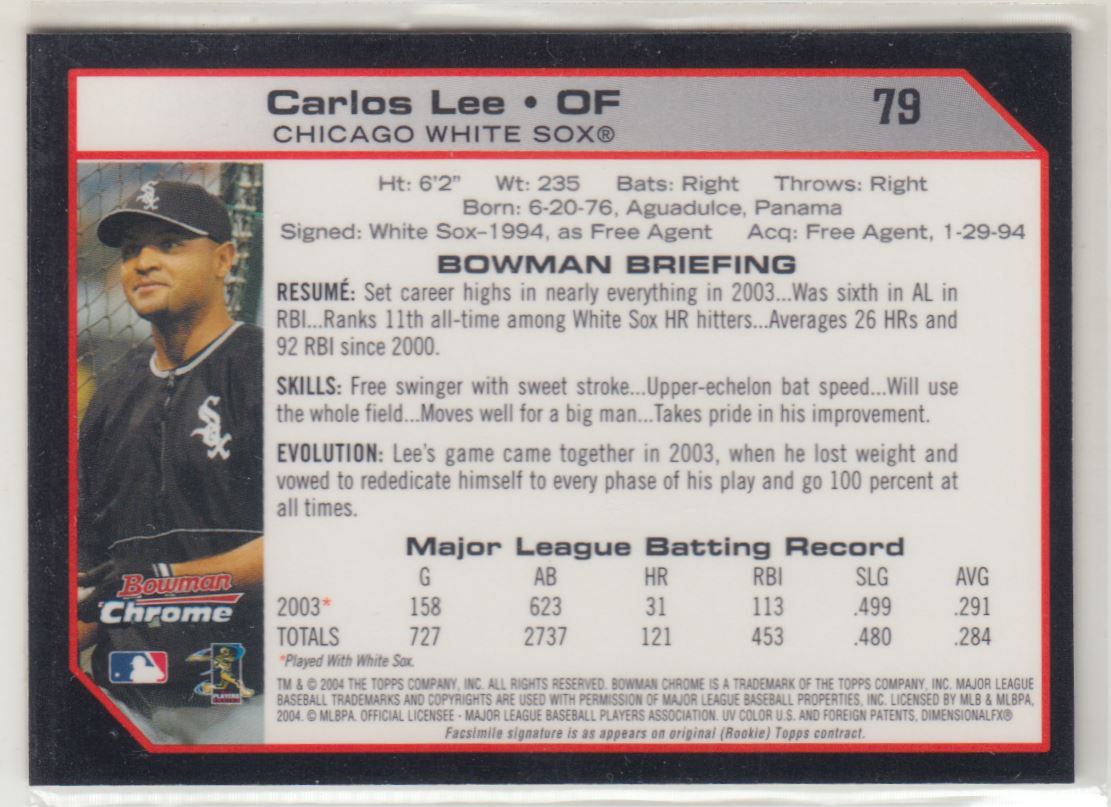 Carlos Lee • OF
79
CHICAGO WHITE SOX®
Ht: 6'2" Wt: 235 Bats: Right Throws: Right
Born: 6-20-76, Aguadulce, Panama
Signed: White Sox–1994, as Free Agent Acq: Free Agent, 1-29-94
BOWMAN BRIEFING
RESUMÉ: Set career highs in nearly everything in 2003...Was sixth in AL in
RBI...Ranks 11th all-time among White Sox HR hitters...Averages 26 HRs and
92 RBI since 2000.
SKILLS: Free swinger with sweet stroke...Upper-echelon bat speed...Will use
the whole field...Moves well for a big man...Takes pride in his improvement.
EVOLUTION: Lee's game came together in 2003, when he lost weight and
vowed to rededicate himself to every phase of his play and go 100 percent at
all times.
Major League Batting Record
G AB HR RBI SLG AVG
2003* 158 623 31 113 .499 .291
TOTALS 727 2737 121 453 .480 .284
*Played With White Sox.
TM & © 2004 THE TOPPS COMPANY, INC. ALL RIGHTS RESERVED. BOWMAN CHROME IS A TRADEMARK OF THE TOPPS COMPANY, INC. MAJOR LEAGUE
BASEBALL TRADEMARKS AND COPYRIGHTS ARE USED WITH PERMISSION OF MAJOR LEAGUE BASEBALL PROPERTIES, INC. LICENSED BY MLB & MLBPA,
2004. © MLBPA. OFFICIAL LICENSEE - MAJOR LEAGUE BASEBALL PLAYERS ASSOCIATION. UV COLOR U.S. AND FOREIGN PATENTS, DIMENSIONALFX®
Facsimile signature is as appears on original (Rookie) Topps contract.
Sox
Sox
Bowman
Chrome
PLAYERS